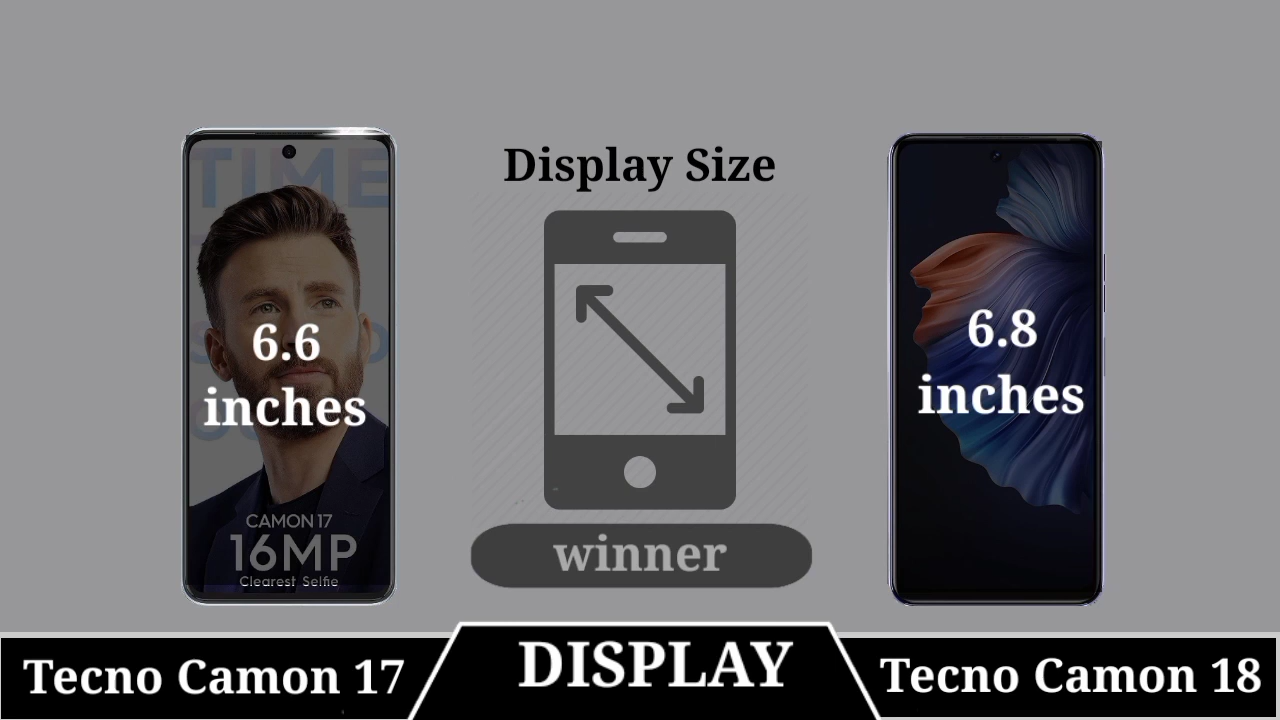 TIME
6.6
inches
CAMON 17
16MP
Clearest Selfie
Display Size
winner
6.8
inches
Tecno Camon 17
DISPLAY
Tecno Camon 18